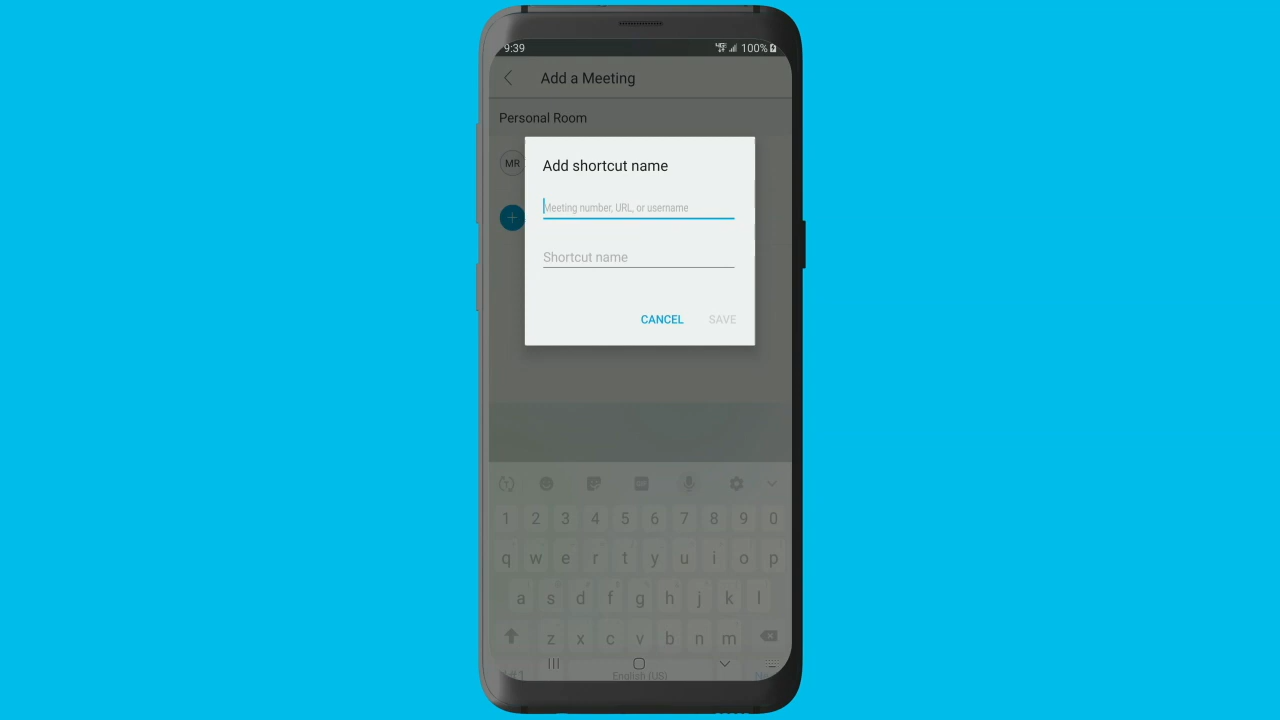 9:39
100%
Add a Meeting
Personal Room
MR
Add shortcut name
Meeting number, URL, or username
Shortcut name
CANCEL SAVE
1 2 3 4 5 6 7 8 9 0
q w e r t y u i o p
a s d f g h j k l
z x c v b n m
English (US)